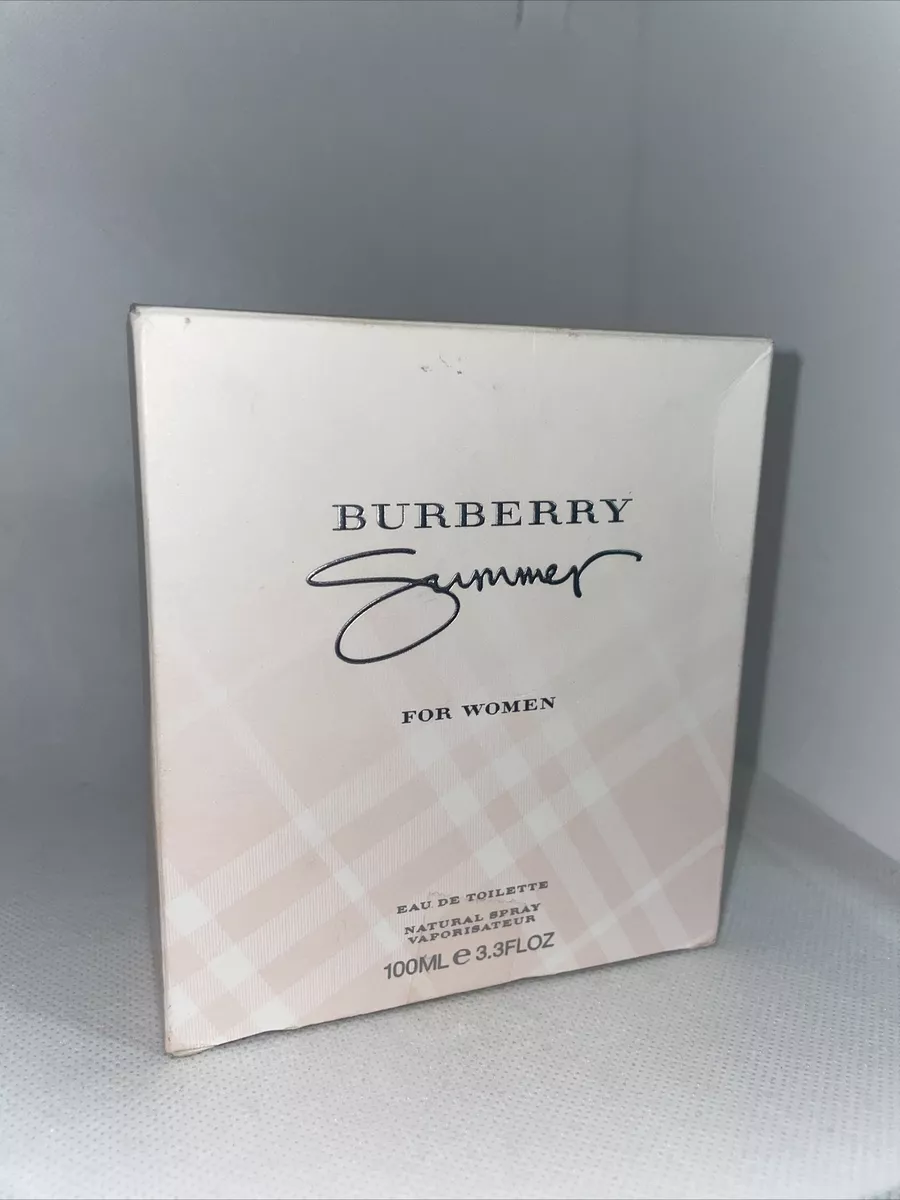 BURBERRY
Summer
FOR WOMEN
EAU DE TOILETTE
NATURAL SPRAY
VAPORISATEUR
100ML e 3.3FLOZ